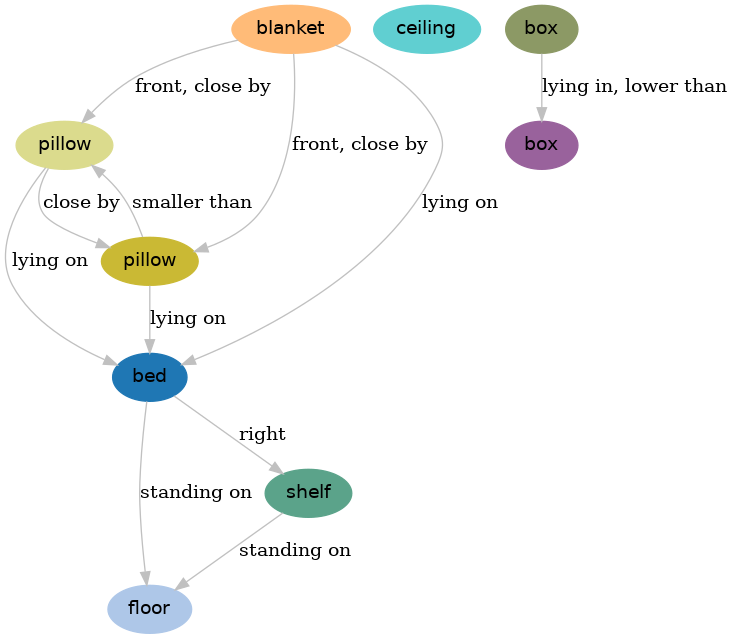 blanket
ceiling
box
front, close by
lying in, lower than
pillow
front, close by
box
close by
smaller than
lying on
lying on
pillow
lying on
bed
right
standing on
shelf
standing on
floor